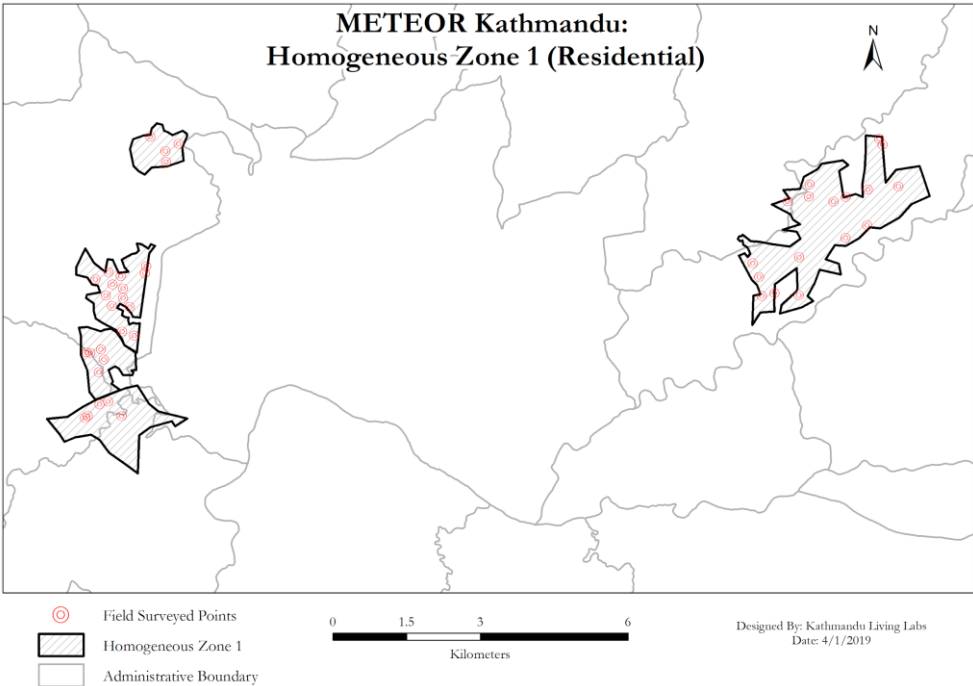 METEOR Kathmandu:
Homogeneous Zone 1 (Residential)
N
Field Surveyed Points
Homogeneous Zone 1
Administrative Boundary
0 1.5 3 6
Kilometers
Designed By: Kathmandu Living Labs
Date: 4/1/2019